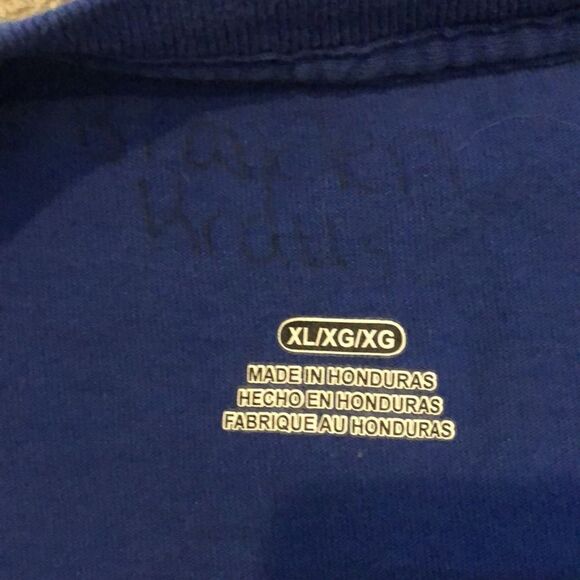 XL/XG/XG
MADE IN HONDURAS
HECHO EN HONDURAS
FABRIQUE AU HONDURAS